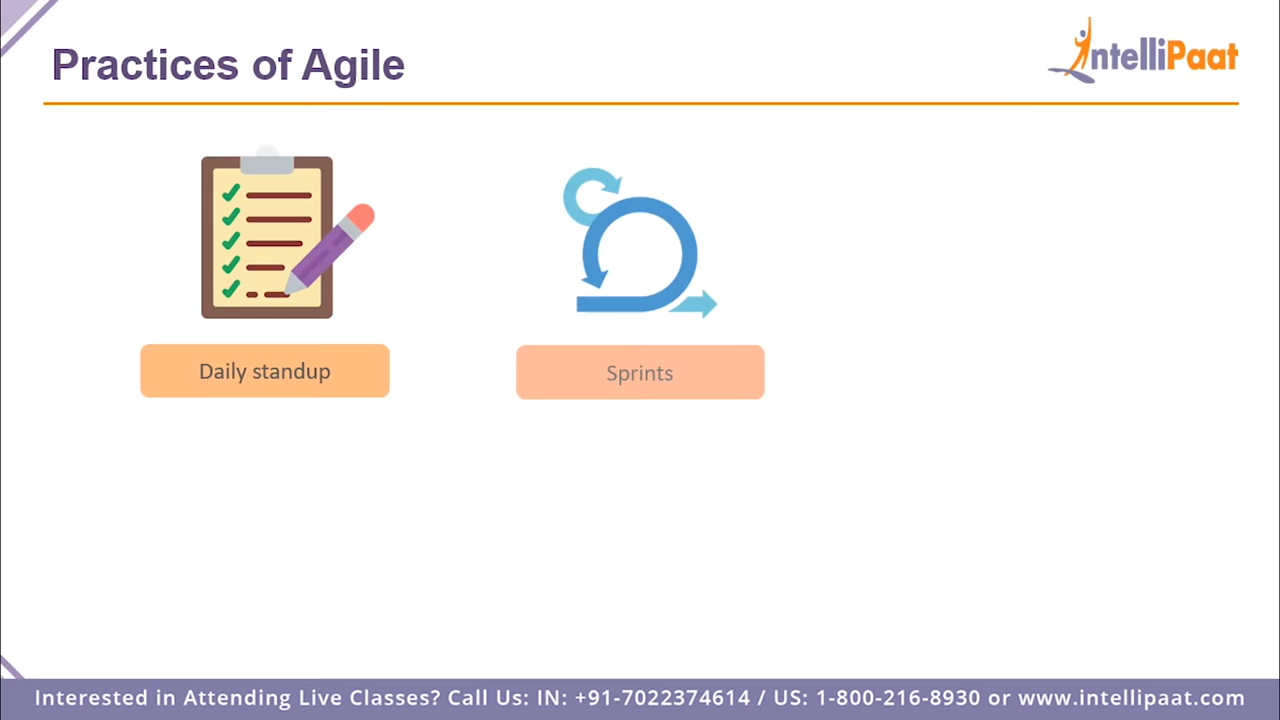 Practices of Agile
IntelliPaat
Daily standup
Sprints
Interested in Attending Live Classes? Call Us: IN: +91-7022374614 / US: 1-800-216-8930 or www.intellipaat.com